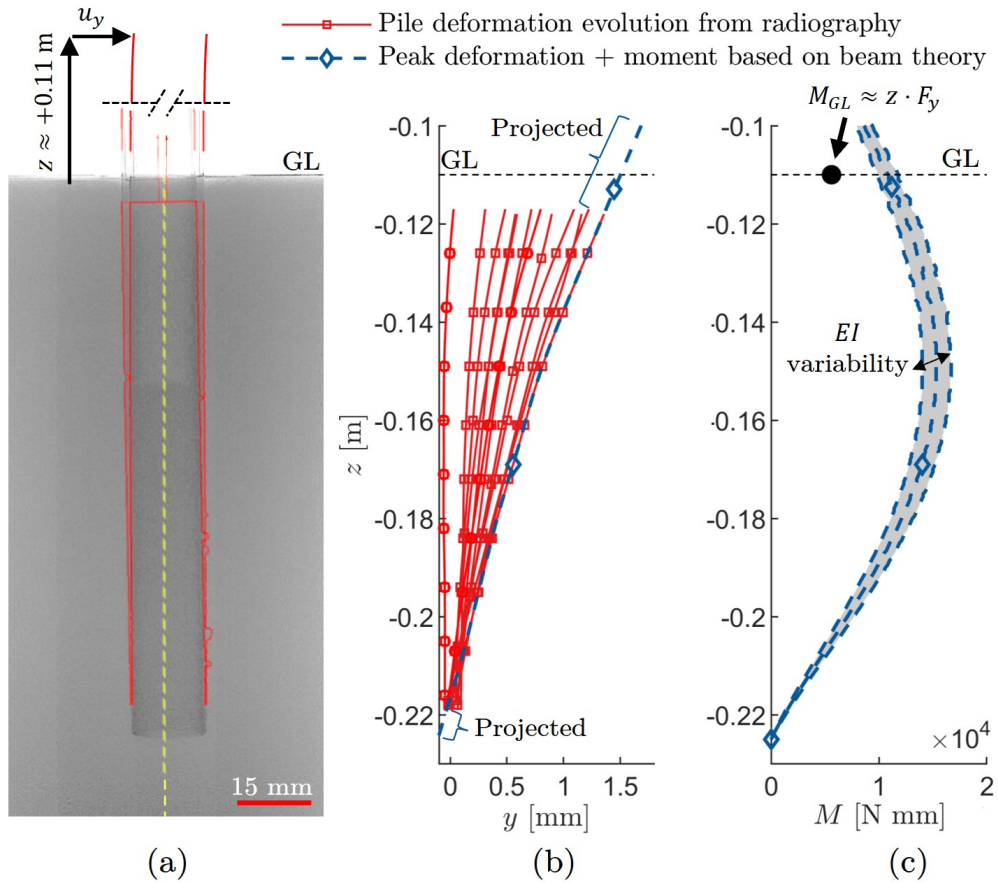 Pile deformation evolution from radiography
Peak deformation + moment based on beam theory
u_y
z ≈ +0.11 m
GL
15 mm
(a)
Projected
GL
-0.1
-0.12
-0.14
-0.16
-0.18
-0.2
-0.22
z [m]
Projected
0
0.5
1
1.5
y [mm]
(b)
M_GL ≈ z · F_y
GL
-0.1
-0.12
-0.14
-0.16
-0.18
-0.2
-0.22
EI
variability
×10^4
0
1
2
M [N mm]
(c)